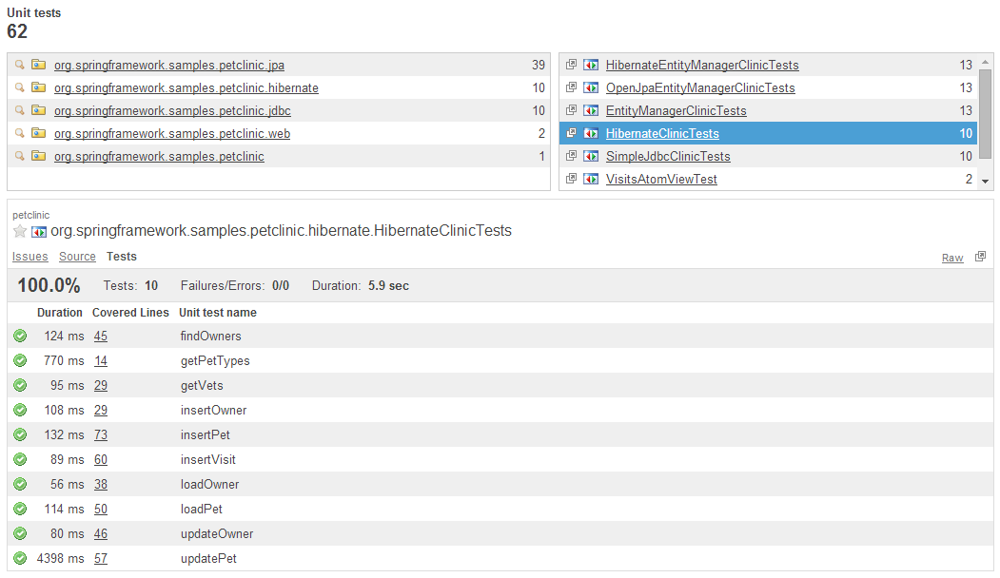 Unit tests
62
org.springframework.samples.petclinic.jpa 39
org.springframework.samples.petclinic.hibernate 10
org.springframework.samples.petclinic.jdbc 10
org.springframework.samples.petclinic.web 2
org.springframework.samples.petclinic 1
HibernateEntityManagerClinicTests 13
OpenJpaEntityManagerClinicTests 13
EntityManagerClinicTests 13
HibernateClinicTests 10
SimpleJdbcClinicTests 10
VisitsAtomViewTest 2
petclinic
org.springframework.samples.petclinic.hibernate.HibernateClinicTests
Issues Source Tests Raw
100.0% Tests: 10 Failures/Errors: 0/0 Duration: 5.9 sec
Duration Covered Lines Unit test name
124 ms 45 findOwners
770 ms 14 getPetTypes
95 ms 29 getVets
108 ms 29 insertOwner
132 ms 73 insertPet
89 ms 60 insertVisit
56 ms 38 loadOwner
114 ms 50 loadPet
80 ms 46 updateOwner
4398 ms 57 updatePet